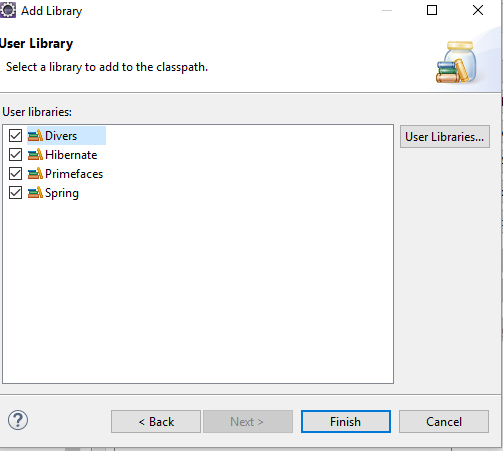 Add Library
User Library
Select a library to add to the classpath.
User libraries:
Divers
User Libraries...
Hibernate
Primefaces
Spring
?
< Back
Next >
Finish
Cancel